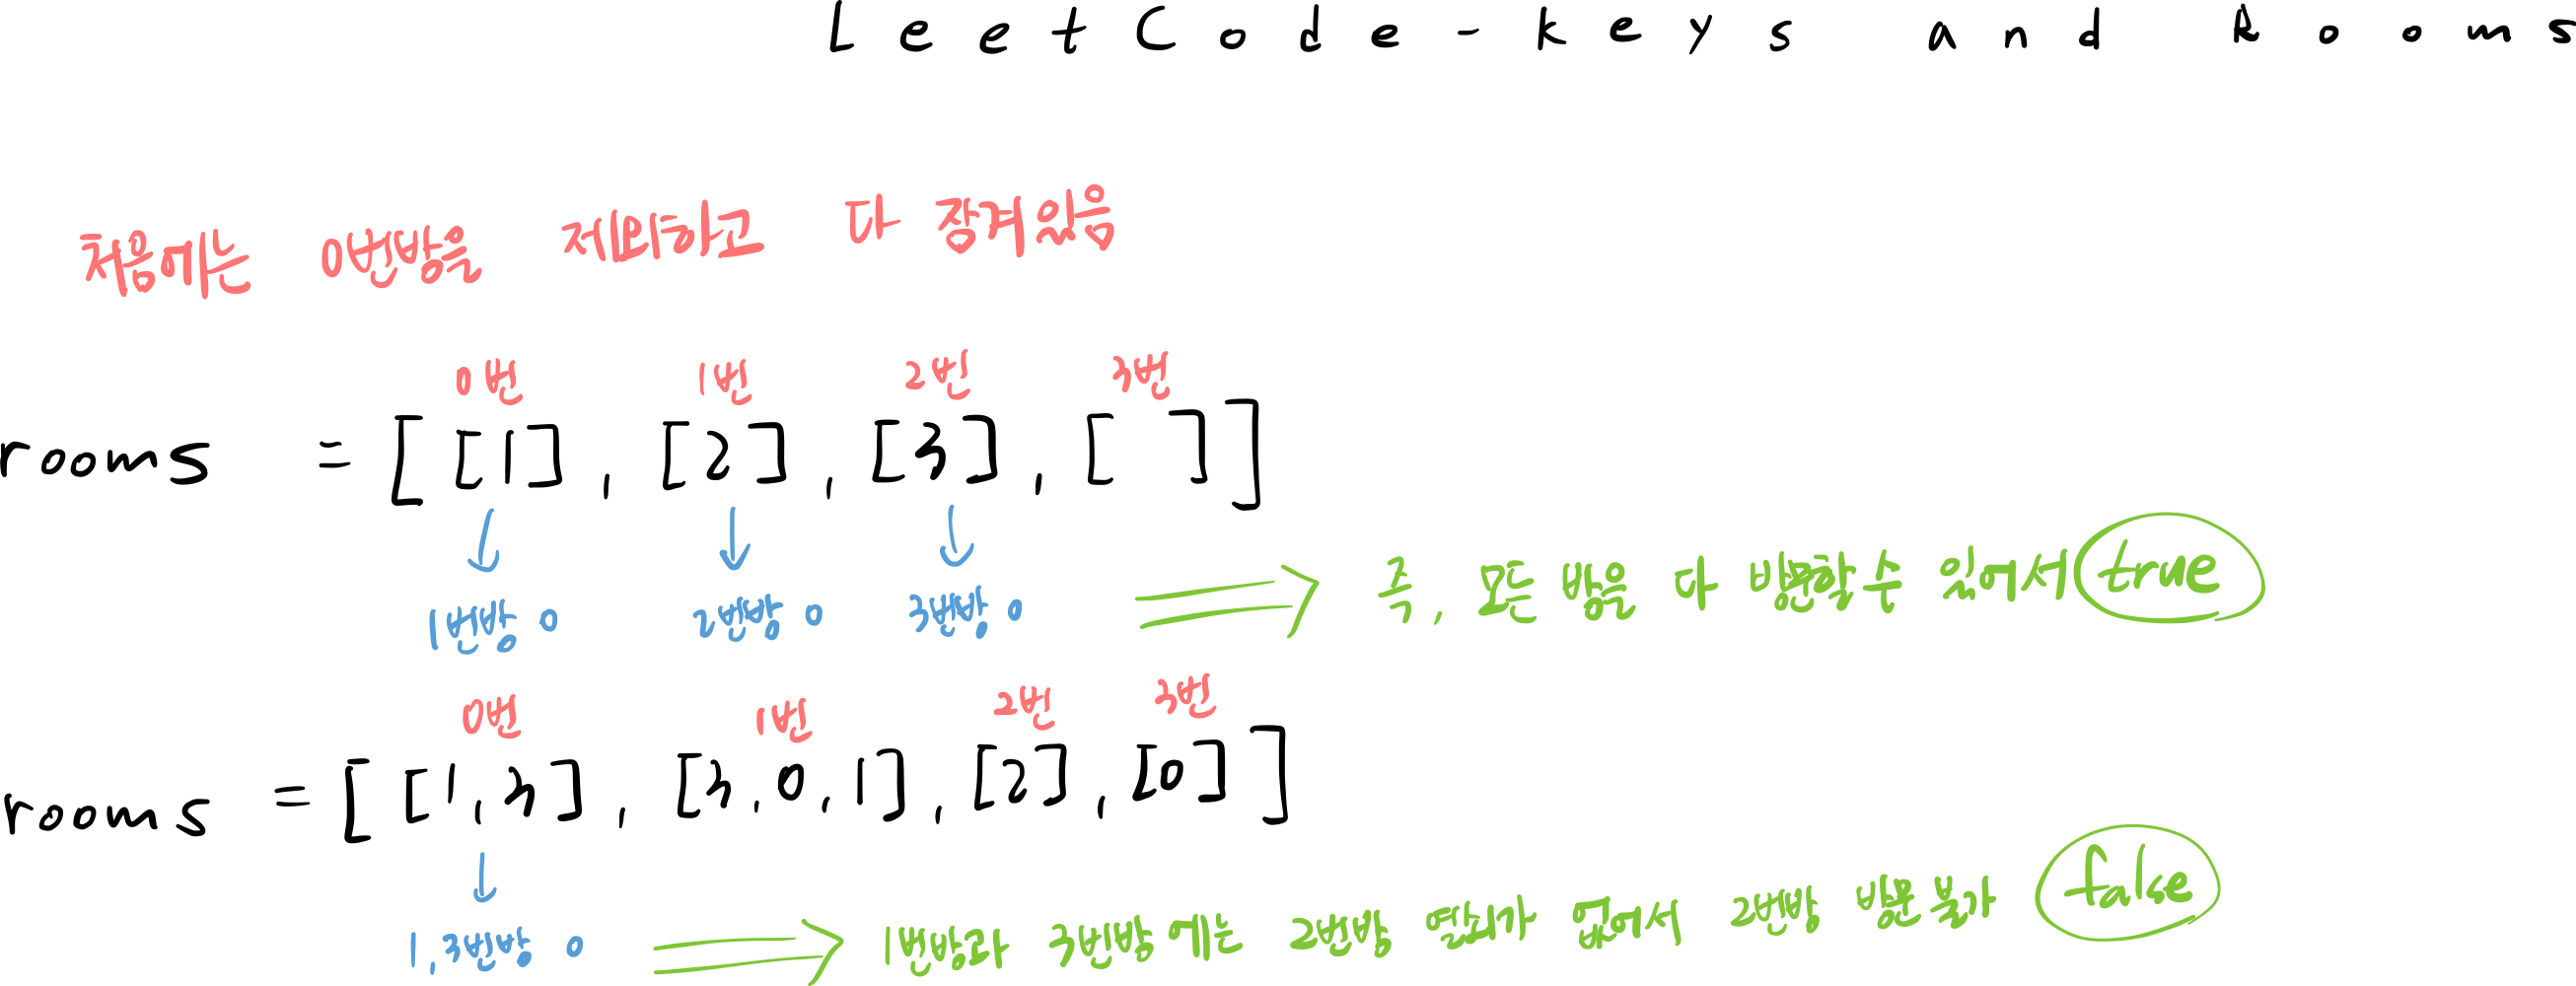 LeetCode - keys and Rooms
처음에는 0번방을 제외하고 다 잠겨있음
0번 1번 2번 3번
rooms = [[1], [2], [3], [ ]]
1번방 0 2번방 0 3번방 0
즉, 모든 방을 다 방문할 수 있어서 true
0번 1번 2번 3번
rooms = [[1,3], [3,0,1], [2], [0]]
1,3번방 0
1번방과 3번방에는 2번방 열쇠가 없어서 2번방 방문 불가 false